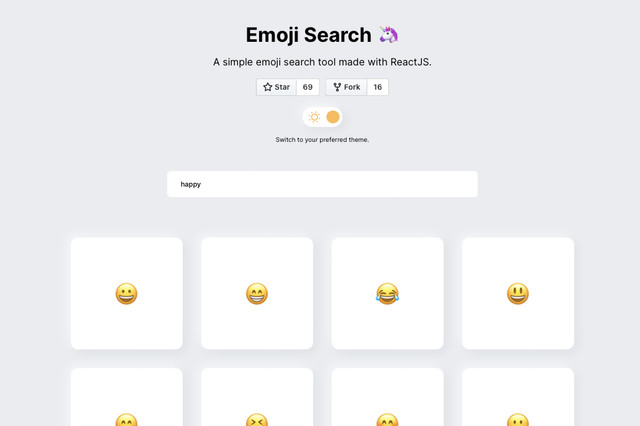 Emoji Search 🦄
A simple emoji search tool made with ReactJS.
Star 69 Fork 16
Switch to your preferred theme.
happy